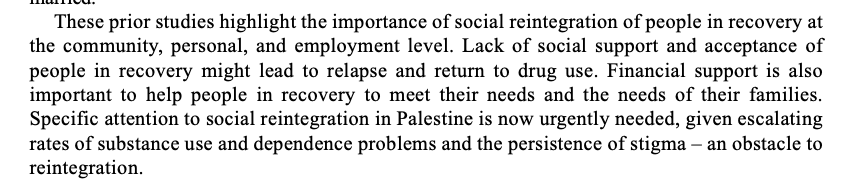 married.
These prior studies highlight the importance of social reintegration of people in recovery at
the community, personal, and employment level. Lack of social support and acceptance of
people in recovery might lead to relapse and return to drug use. Financial support is also
important to help people in recovery to meet their needs and the needs of their families.
Specific attention to social reintegration in Palestine is now urgently needed, given escalating
rates of substance use and dependence problems and the persistence of stigma – an obstacle to
reintegration.